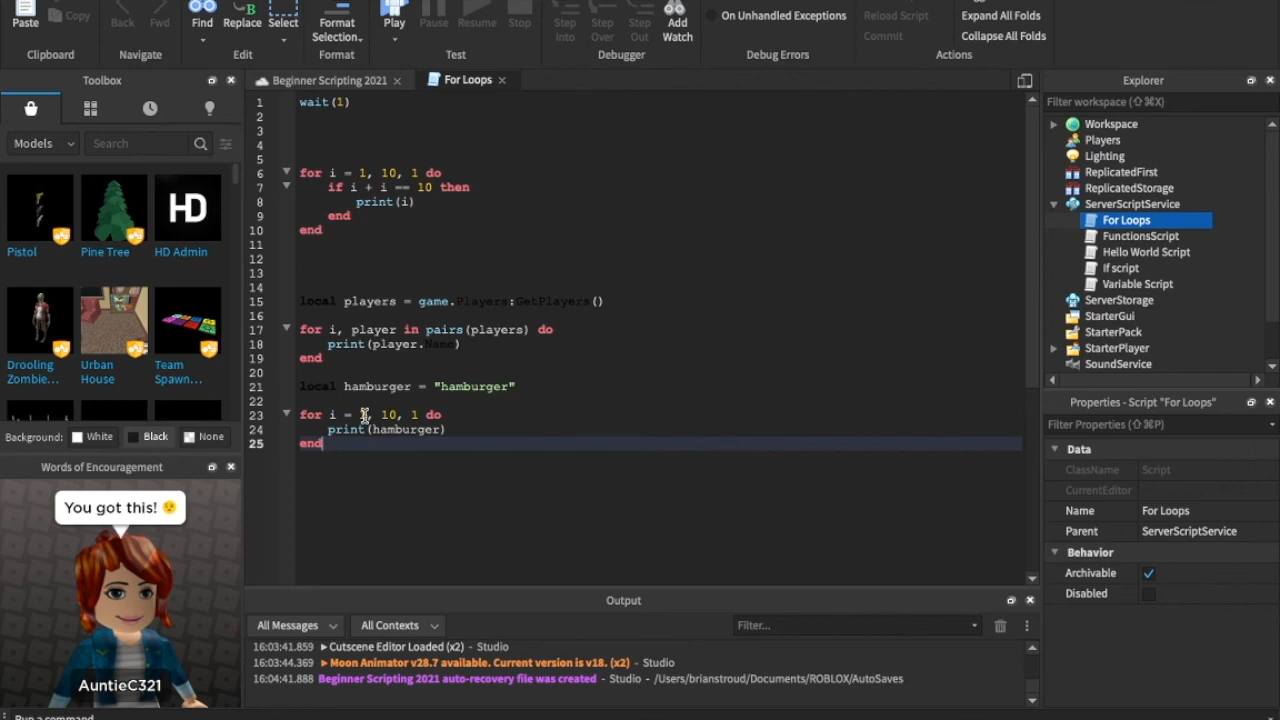 Paste Copy
Back Fwd
Find Replace Select
Format Selection
Play Pause Resume Stop
Step Into Step Over Step Out Add Watch
On Unhandled Exceptions
Reload Script
Commit
Expand All Folds
Collapse All Folds
Clipboard Navigate Edit Format Test Debugger Debug Errors Actions
Toolbox
Models Search
Pistol Pine Tree HD Admin
HD
Drooling Zombie... Urban House Team Spawn...
Background: White Black None
Words of Encouragement
You got this! 😉
AuntieC321
Beginner Scripting 2021 × For Loops ×
1 wait(1)
2
3
4
5
6 for i = 1, 10, 1 do
7 if i + i == 10 then
8 print(i)
9 end
10 end
11
12
13
14
15 local players = game.Players:GetPlayers()
16
17 for i, player in pairs(players) do
18 print(player.Name)
19 end
20
21 local hamburger = "hamburger"
22
23 for i = , 10, 1 do
24 print(hamburger)
25 end
Output
All Messages All Contexts Filter...
16:03:41.859 ▶ Cutscene Editor Loaded (x2) - Studio
16:03:44.369 ▶ Moon Animator v28.7 available. Current version is v18. (x2) - Studio
16:04:41.888 Beginner Scripting 2021 auto-recovery file was created - Studio - /Users/brianstroud/Documents/ROBLOX/AutoSaves
Run a command
Explorer
Filter workspace (⇧⌘X)
Workspace
Players
Lighting
ReplicatedFirst
ReplicatedStorage
ServerScriptService
For Loops
FunctionsScript
Hello World Script
If script
Variable Script
ServerStorage
StarterGui
StarterPack
StarterPlayer
SoundService
Properties - Script "For Loops"
Filter Properties (⇧⌘P)
Data
ClassName Script
CurrentEditor
Name For Loops
Parent ServerScriptService
Behavior
Archivable
Disabled